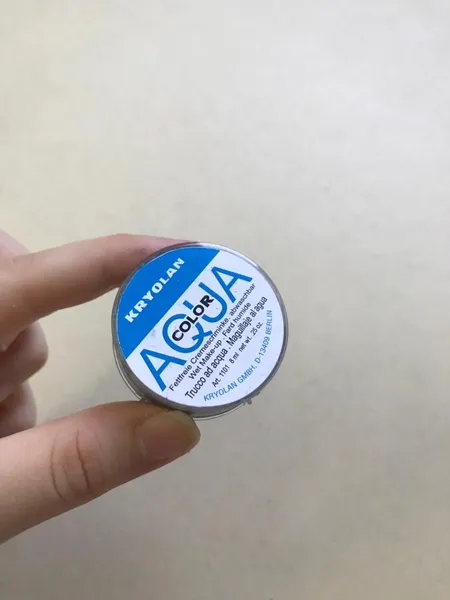 KRYOLAN
AQUA
COLOR
Fettfreie Cremeschminke, abwaschbar
Wet Make-up . Fard humide
Trucco ad acqua . Maquillaje al agua
Art. 1101 8 ml net wt. .25 oz.
KRYOLAN GMBH, D-13409 BERLIN